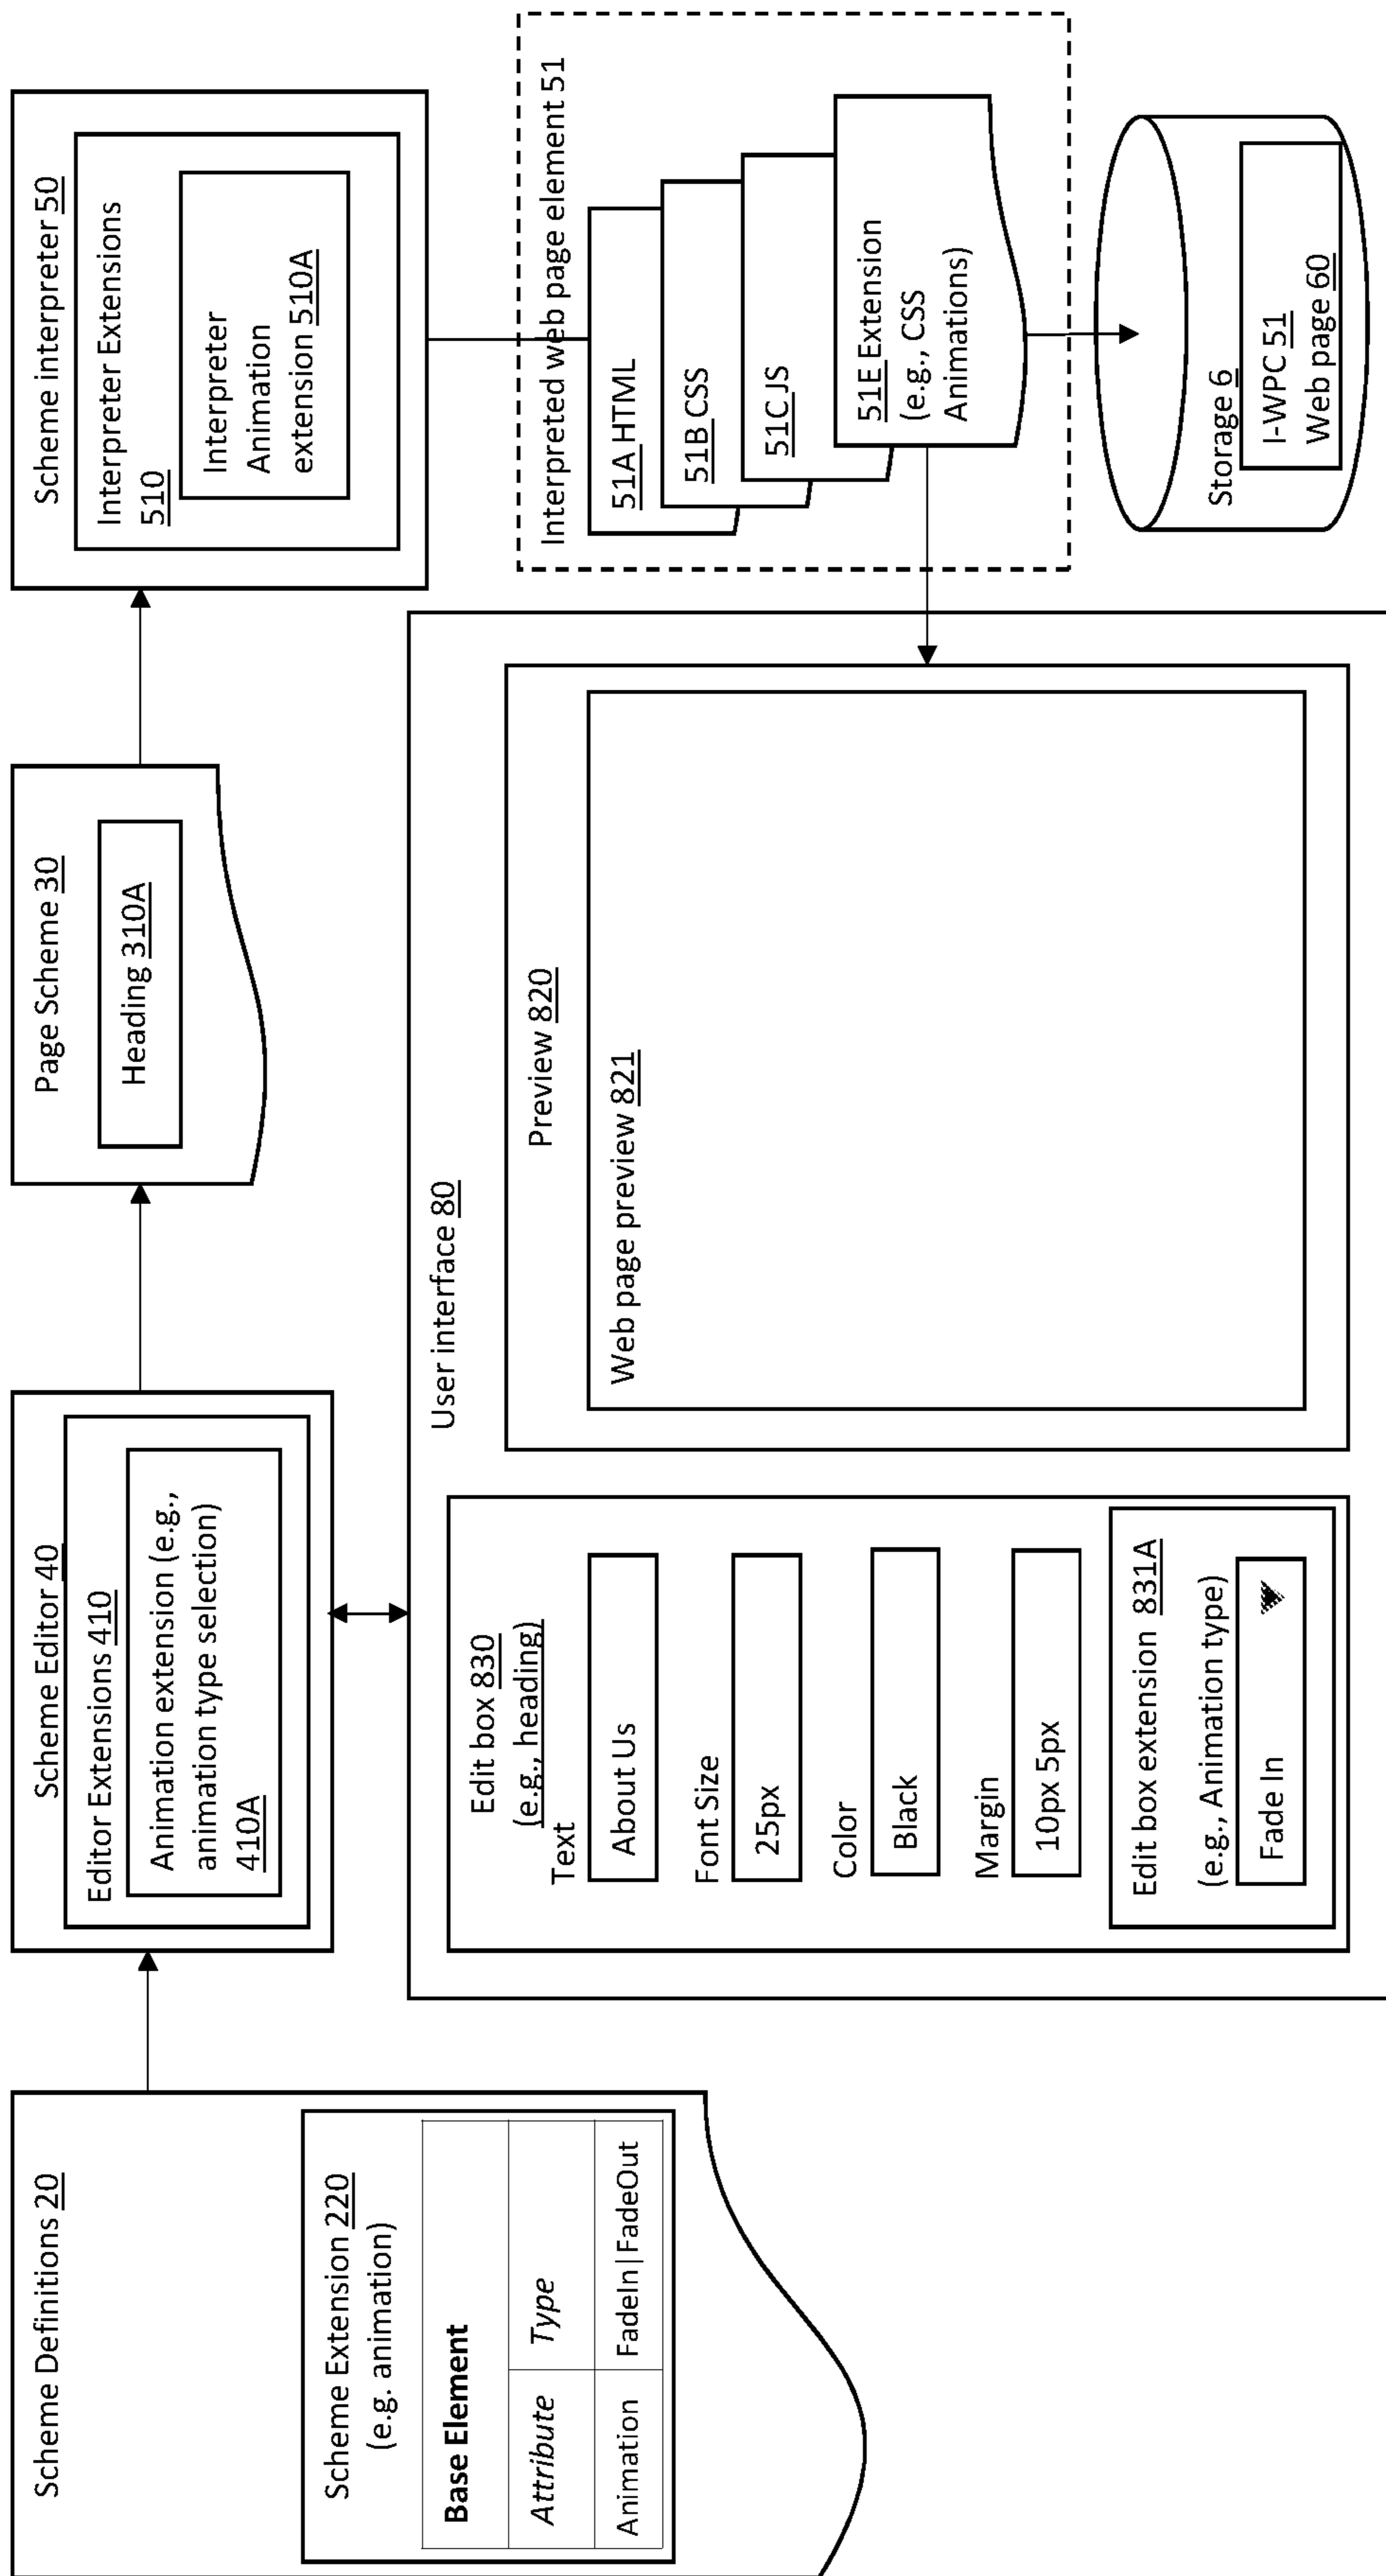 Scheme Definitions 20
Scheme Extension 220
(e.g. animation)
Base Element
Attribute Type
Animation FadeIn|FadeOut
Scheme Editor 40
Editor Extensions 410
Animation extension (e.g.,
animation type selection)
410A
Page Scheme 30
Heading 310A
Scheme interpreter 50
Interpreter Extensions
510
Interpreter
Animation
extension 510A
User interface 80
Edit box 830
(e.g., heading)
Text
About Us
Font Size
25px
Color
Black
Margin
10px 5px
Edit box extension 831A
(e.g., Animation type)
Fade In
Preview 820
Web page preview 821
Interpreted web page element 51
51A HTML
51B CSS
51C JS
51E Extension
(e.g., CSS
Animations)
Storage 6
I-WPC 51
Web page 60